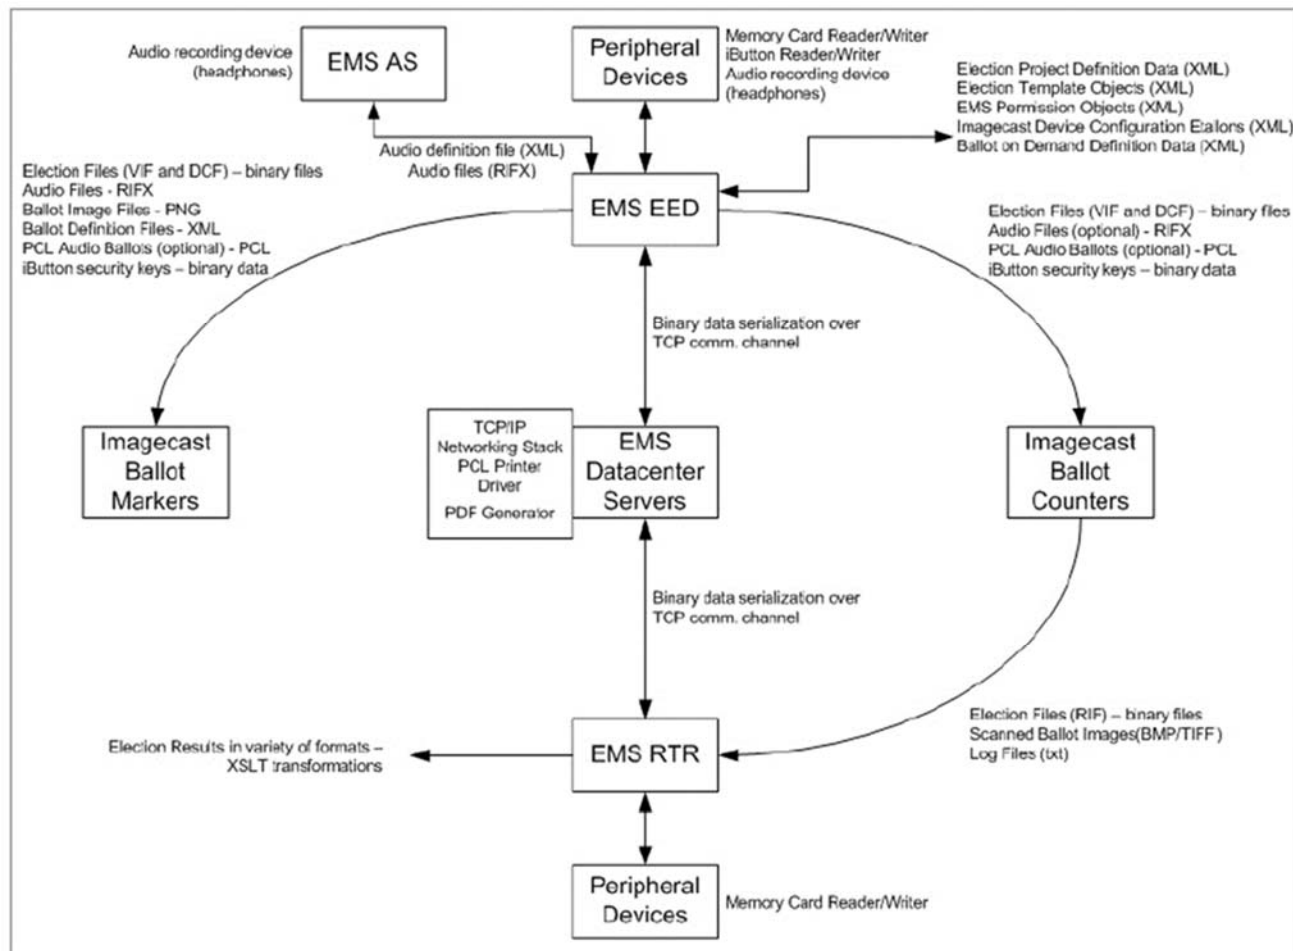 Audio recording device
(headphones)
EMS AS
Peripheral
Devices
Memory Card Reader/Writer
iButton Reader/Writer
Audio recording device
(headphones)
Election Project Definition Data (XML)
Election Template Objects (XML)
EMS Permission Objects (XML)
Imagecast Device Configuration Etallons (XML)
Ballot on Demand Definition Data (XML)
Audio definition file (XML)
Audio files (RIFX)
Election Files (VIF and DCF) – binary files
Audio Files - RIFX
Ballot Image Files - PNG
Ballot Definition Files - XML
PCL Audio Ballots (optional) - PCL
iButton security keys – binary data
EMS EED
Election Files (VIF and DCF) – binary files
Audio Files (optional) - RIFX
PCL Audio Ballots (optional) - PCL
iButton security keys – binary data
Binary data serialization over
TCP comm. channel
Imagecast
Ballot
Markers
TCP/IP
Networking Stack
PCL Printer
Driver
PDF Generator
EMS
Datacenter
Servers
Imagecast
Ballot
Counters
Binary data serialization over
TCP comm. channel
Election Results in variety of formats –
XSLT transformations
EMS RTR
Election Files (RIF) – binary files
Scanned Ballot Images(BMP/TIFF)
Log Files (txt)
Peripheral
Devices
Memory Card Reader/Writer